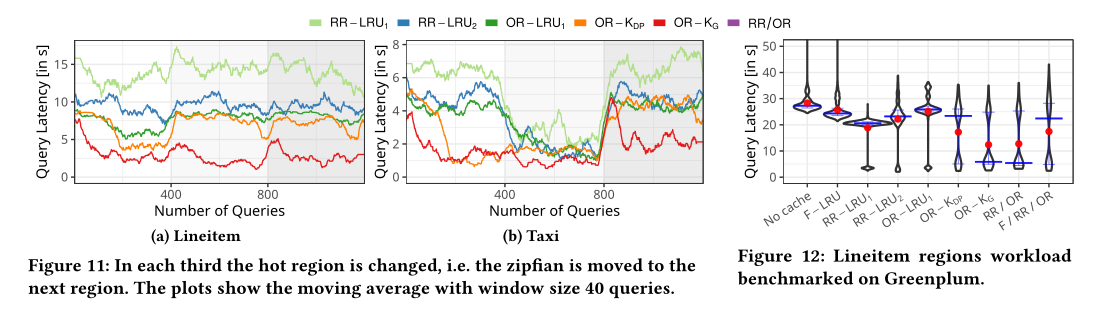 RR−LRU1 RR−LRU2 OR−LRU1 OR−KDP OR−KG RR/OR
Query Latency [in s]
15
10
5
0
400 800
Number of Queries
(a) Lineitem
Query Latency [in s]
8
6
4
2
0
400 800
Number of Queries
(b) Taxi
Figure 11: In each third the hot region is changed, i.e. the zipfian is moved to the
next region. The plots show the moving average with window size 40 queries.
Query Latency [in s]
50
40
30
20
10
0
No cache
F−LRU
RR−LRU1
RR−LRU2
OR−LRU1
OR−KDP
OR−KG
RR/OR
F/RR/OR
Figure 12: Lineitem regions workload
benchmarked on Greenplum.